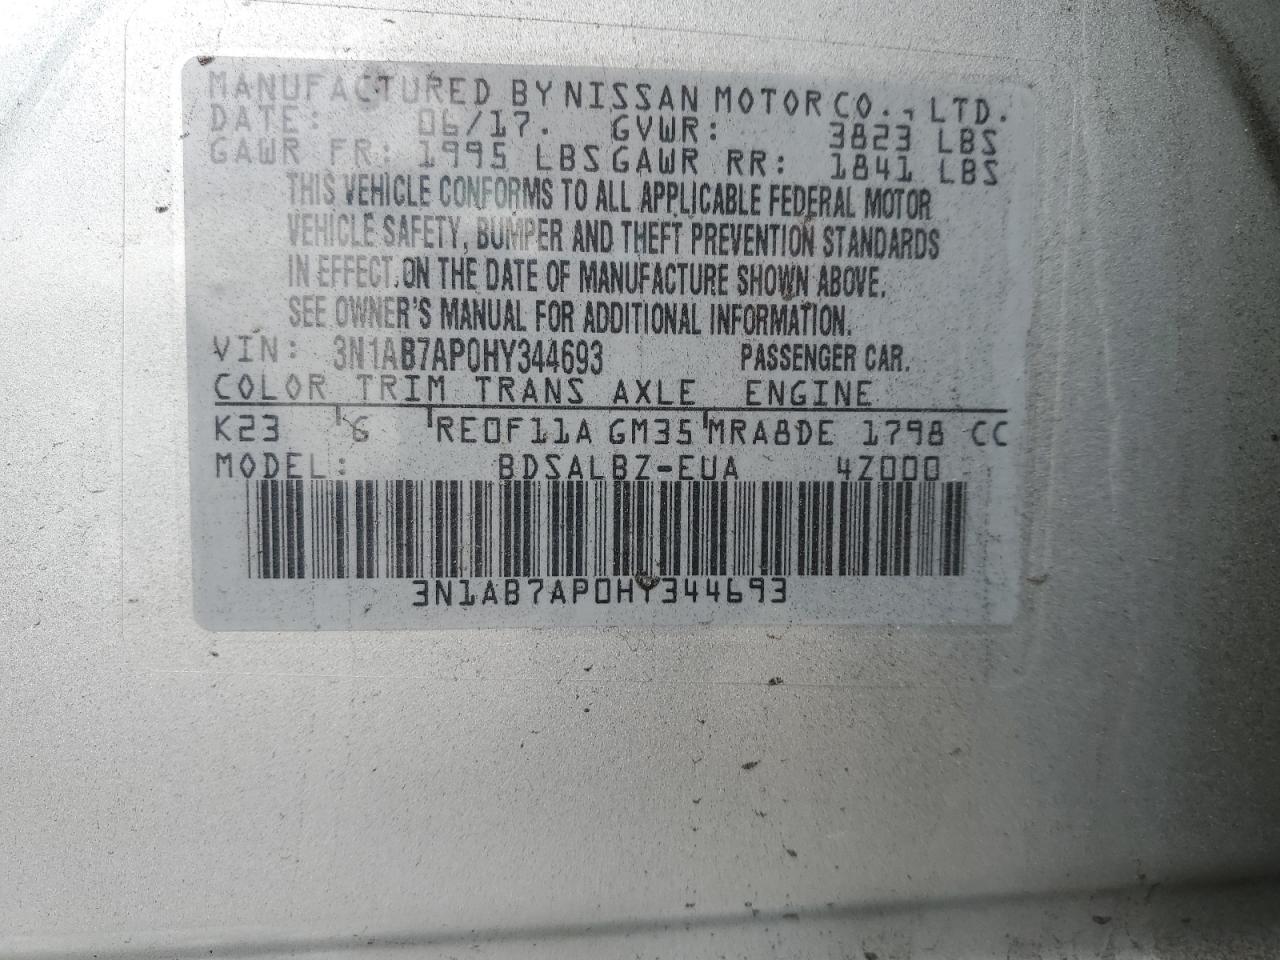 MANUFACTURED BY NISSAN MOTOR CO., LTD.
DATE: 06/17. GVWR: 3823 LBS
GAWR FR: 1995 LBS GAWR RR: 1841 LBS
THIS VEHICLE CONFORMS TO ALL APPLICABLE FEDERAL MOTOR
VEHICLE SAFETY, BUMPER AND THEFT PREVENTION STANDARDS
IN EFFECT ON THE DATE OF MANUFACTURE SHOWN ABOVE.
SEE OWNER'S MANUAL FOR ADDITIONAL INFORMATION.
VIN: 3N1AB7AP0HY344693 PASSENGER CAR.
COLOR TRIM TRANS AXLE ENGINE
K23 G RE0F11A GM35 MRA8DE 1798 CC
MODEL: BDSALBZ-EUA 4Z000
3N1AB7AP0HY344693